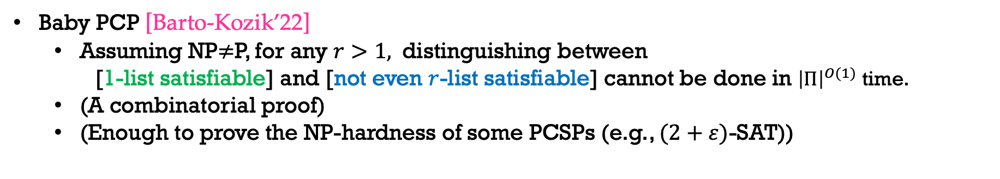 • Baby PCP [Barto-Kozik’22]
• Assuming NP≠P, for any 𝑟 > 1, distinguishing between
[1-list satisfiable] and [not even 𝑟-list satisfiable] cannot be done in |Π|^𝑂(1) time.
• (A combinatorial proof)
• (Enough to prove the NP-hardness of some PCSPs (e.g., (2 + 𝜀)-SAT))